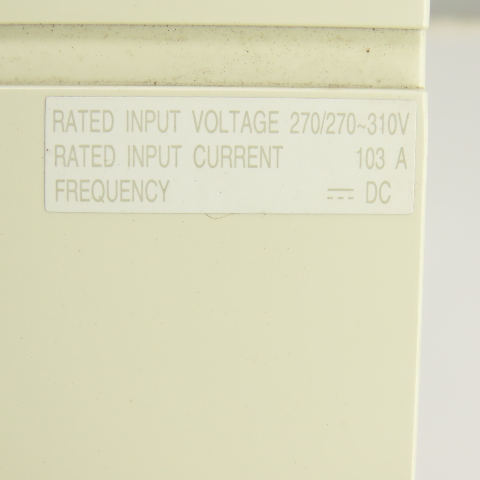 RATED INPUT VOLTAGE 270/270~310V
RATED INPUT CURRENT 103 A
FREQUENCY ⎓ DC